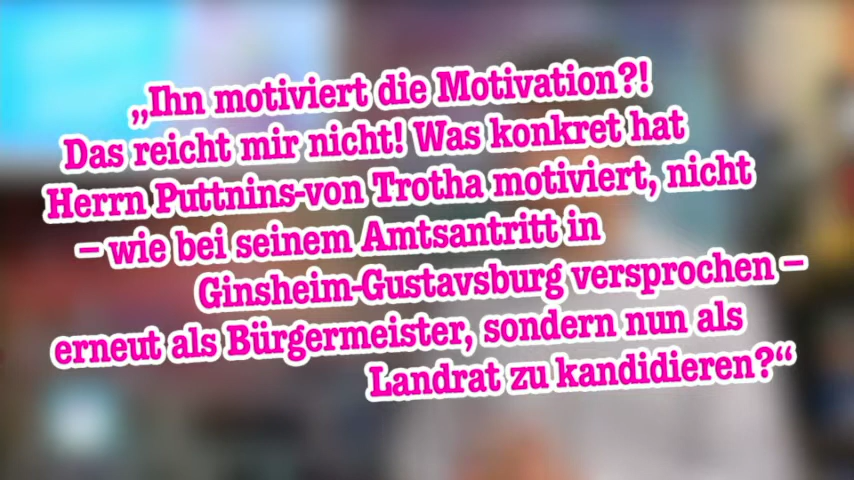 „Ihn motiviert die Motivation?!
Das reicht mir nicht! Was konkret hat
Herrn Puttnins-von Trotha motiviert, nicht
– wie bei seinem Amtsantritt in
Ginsheim-Gustavsburg versprochen –
erneut als Bürgermeister, sondern nun als
Landrat zu kandidieren?“